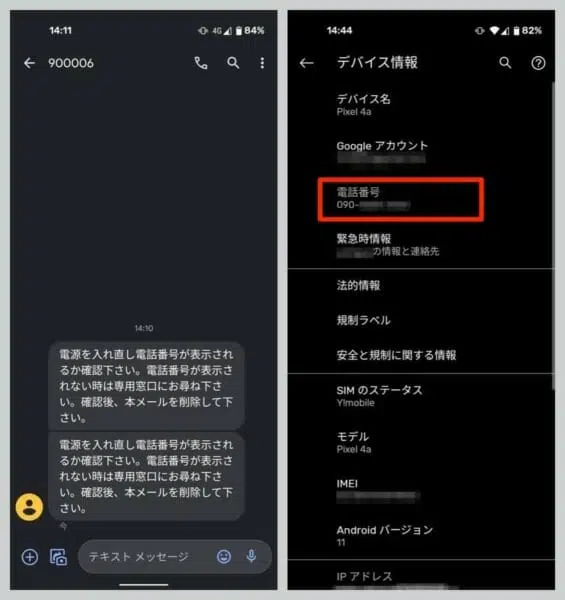 14:11
4G
84%
900006
14:10
電源を入れ直し電話番号が表示され
るか確認下さい。電話番号が表示さ
れない時は専用窓口にお尋ね下さ
い。確認後、本メールを削除して下
さい。
電源を入れ直し電話番号が表示され
るか確認下さい。電話番号が表示さ
れない時は専用窓口にお尋ね下さ
い。確認後、本メールを削除して下
さい。
今
テキスト メッセージ
14:44
82%
デバイス情報
デバイス名
Pixel 4a
Google アカウント
電話番号
090-
緊急時情報
の情報と連絡先
法的情報
規制ラベル
安全と規制に関する情報
SIM のステータス
Y!mobile
モデル
Pixel 4a
IMEI
Android バージョン
11
IP アドレス